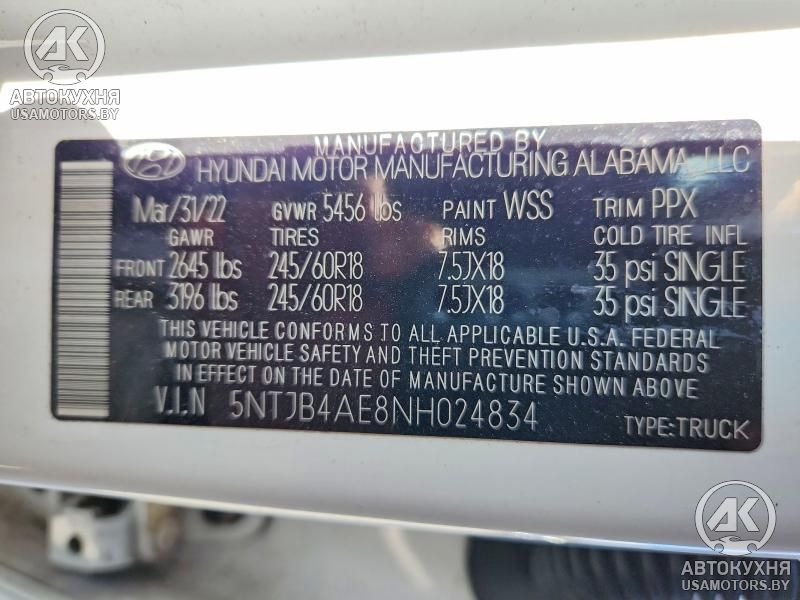 АК
АВТОКУХНЯ
USAMOTORS.BY
MANUFACTURED BY
HYUNDAI MOTOR MANUFACTURING ALABAMA, LLC
Mar/31/22 GVWR 5456 lbs PAINT WSS TRIM PPX
GAWR TIRES RIMS COLD TIRE INFL
FRONT 2645 lbs 245/60R18 7.5JX18 35 psi SINGLE
REAR 3196 lbs 245/60R18 7.5JX18 35 psi SINGLE
THIS VEHICLE CONFORMS TO ALL APPLICABLE U.S.A. FEDERAL
MOTOR VEHICLE SAFETY AND THEFT PREVENTION STANDARDS
IN EFFECT ON THE DATE OF MANUFACTURE SHOWN ABOVE
V.I.N 5NTJB4AE8NH024834
TYPE:TRUCK
АК
АВТОКУХНЯ
USAMOTORS.BY